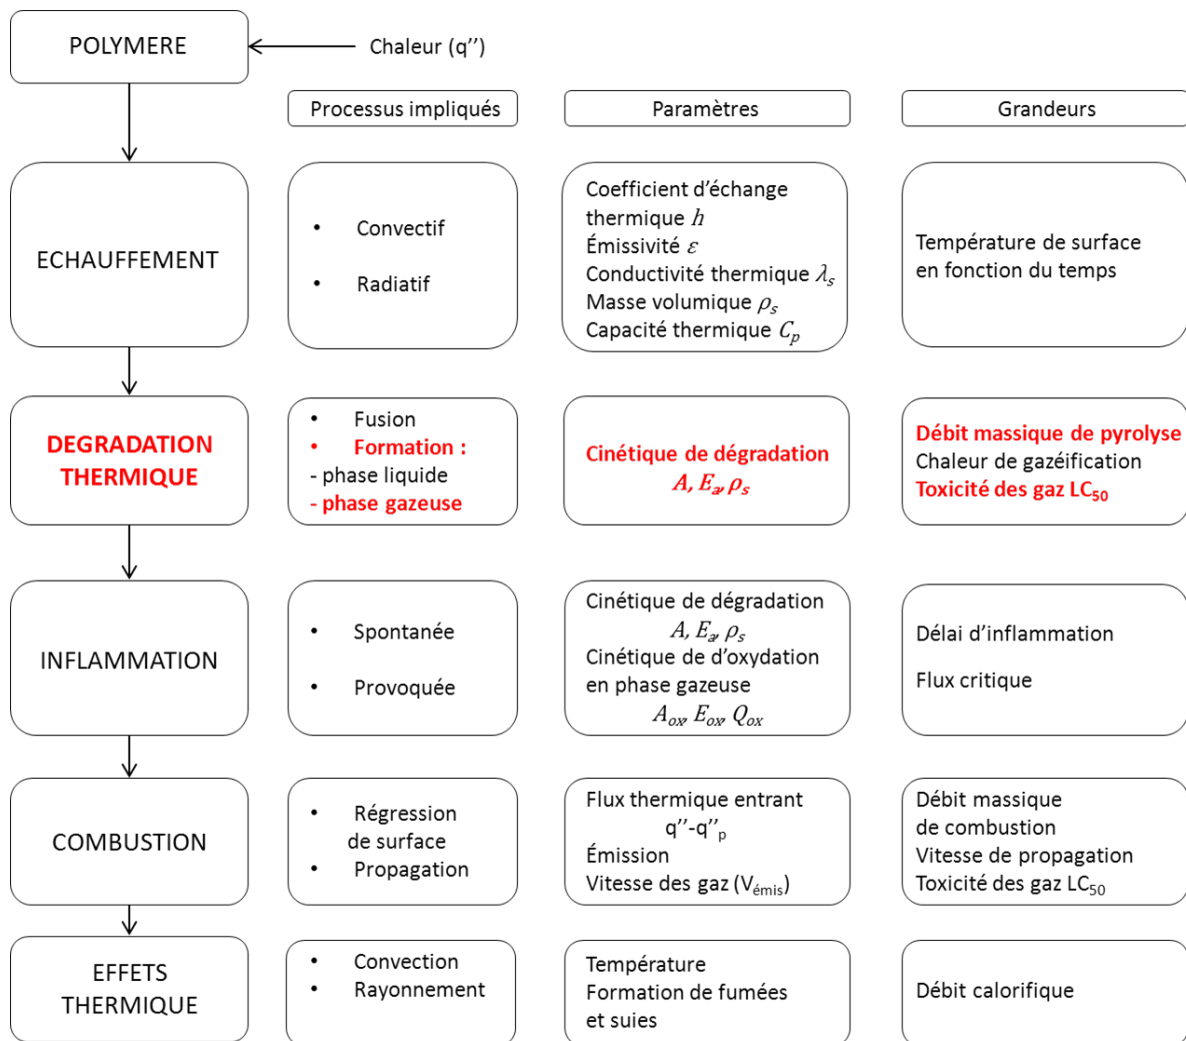 POLYMERE
Chaleur (q’’)
Processus impliqués
Paramètres
Grandeurs
ECHAUFFEMENT
• Convectif
• Radiatif
Coefficient d’échange
thermique h
Émissivité ε
Conductivité thermique λs
Masse volumique ρs
Capacité thermique Cp
Température de surface
en fonction du temps
DEGRADATION
THERMIQUE
• Fusion
• Formation :
- phase liquide
- phase gazeuse
Cinétique de dégradation
A, Ea, ρs
Débit massique de pyrolyse
Chaleur de gazéification
Toxicité des gaz LC50
INFLAMMATION
• Spontanée
• Provoquée
Cinétique de dégradation
A, Ea, ρs
Cinétique de d’oxydation
en phase gazeuse
Aox, Eox, Qox
Délai d’inflammation
Flux critique
COMBUSTION
• Régression
de surface
• Propagation
Flux thermique entrant
q’’-q’’p
Émission
Vitesse des gaz (Vémis)
Débit massique
de combustion
Vitesse de propagation
Toxicité des gaz LC50
EFFETS
THERMIQUE
• Convection
• Rayonnement
Température
Formation de fumées
et suies
Débit calorifique